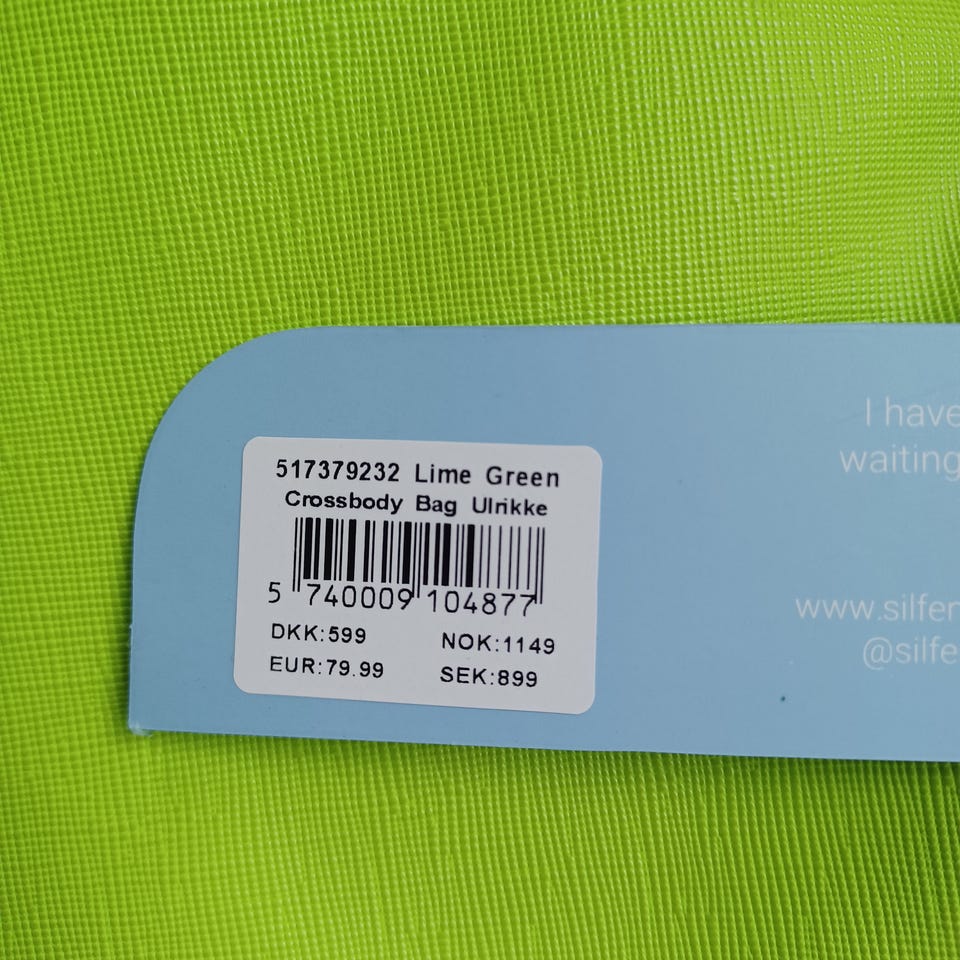 I have
waiting
517379232 Lime Green
Crossbody Bag Ulrikke
5 740009 104877
DKK:599 NOK:1149
EUR:79.99 SEK:899
www.silfen
@silfe